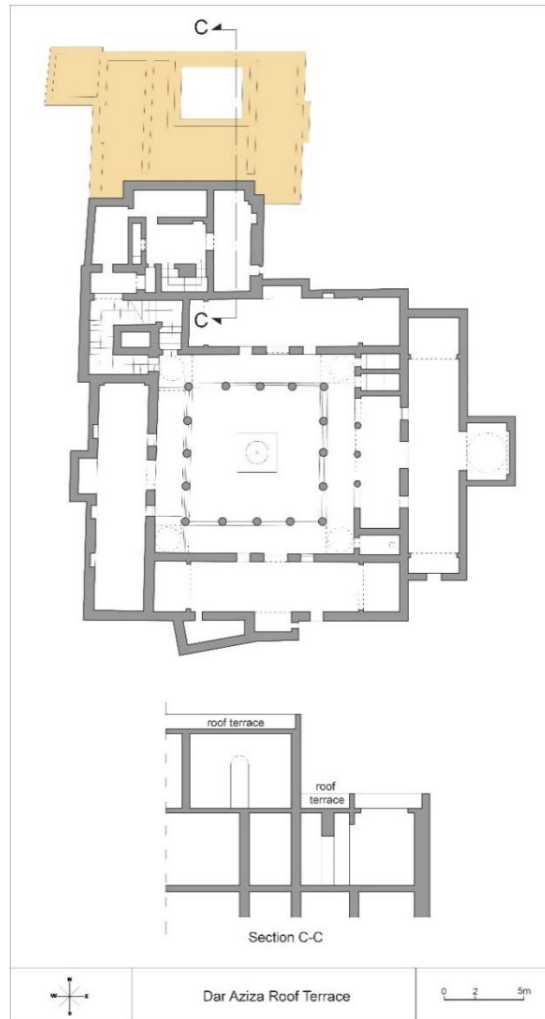 C
C
roof terrace
roof
terrace
Section C-C
N
W E
S
Dar Aziza Roof Terrace
0 2 5m